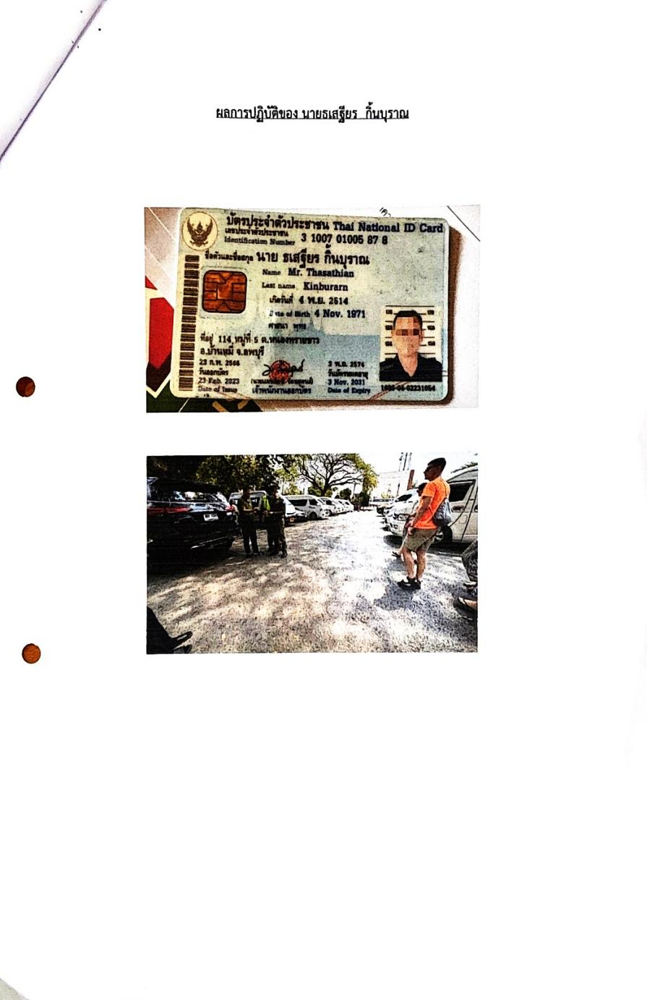 ผลการปฏิบัติของ นายธเสฐียร กิ้นบุราณ
บัตรประจำตัวประชาชน Thai National ID Card
เลขประจำตัวประชาชน
Identification Number 3 1007 01005 87 8
ชื่อตัวและชื่อสกุล นาย ธเสฐียร กิ้นบุราณ
Name Mr. Thasathian
Last name Kinburarn
เกิดวันที่ 4 พ.ย. 2514
Date of Birth 4 Nov. 1971
ศาสนา พุทธ
ที่อยู่ 114 หมู่ที่ 5 ต.หนองทรายขาว
อ.บ้านหมี่ จ.ลพบุรี
23 ก.พ. 2566
วันออกบัตร
23 Feb. 2023
Date of Issue
เจ้าพนักงานออกบัตร
3 พ.ย. 2574
วันบัตรหมดอายุ
3 Nov. 2031
Date of Expiry